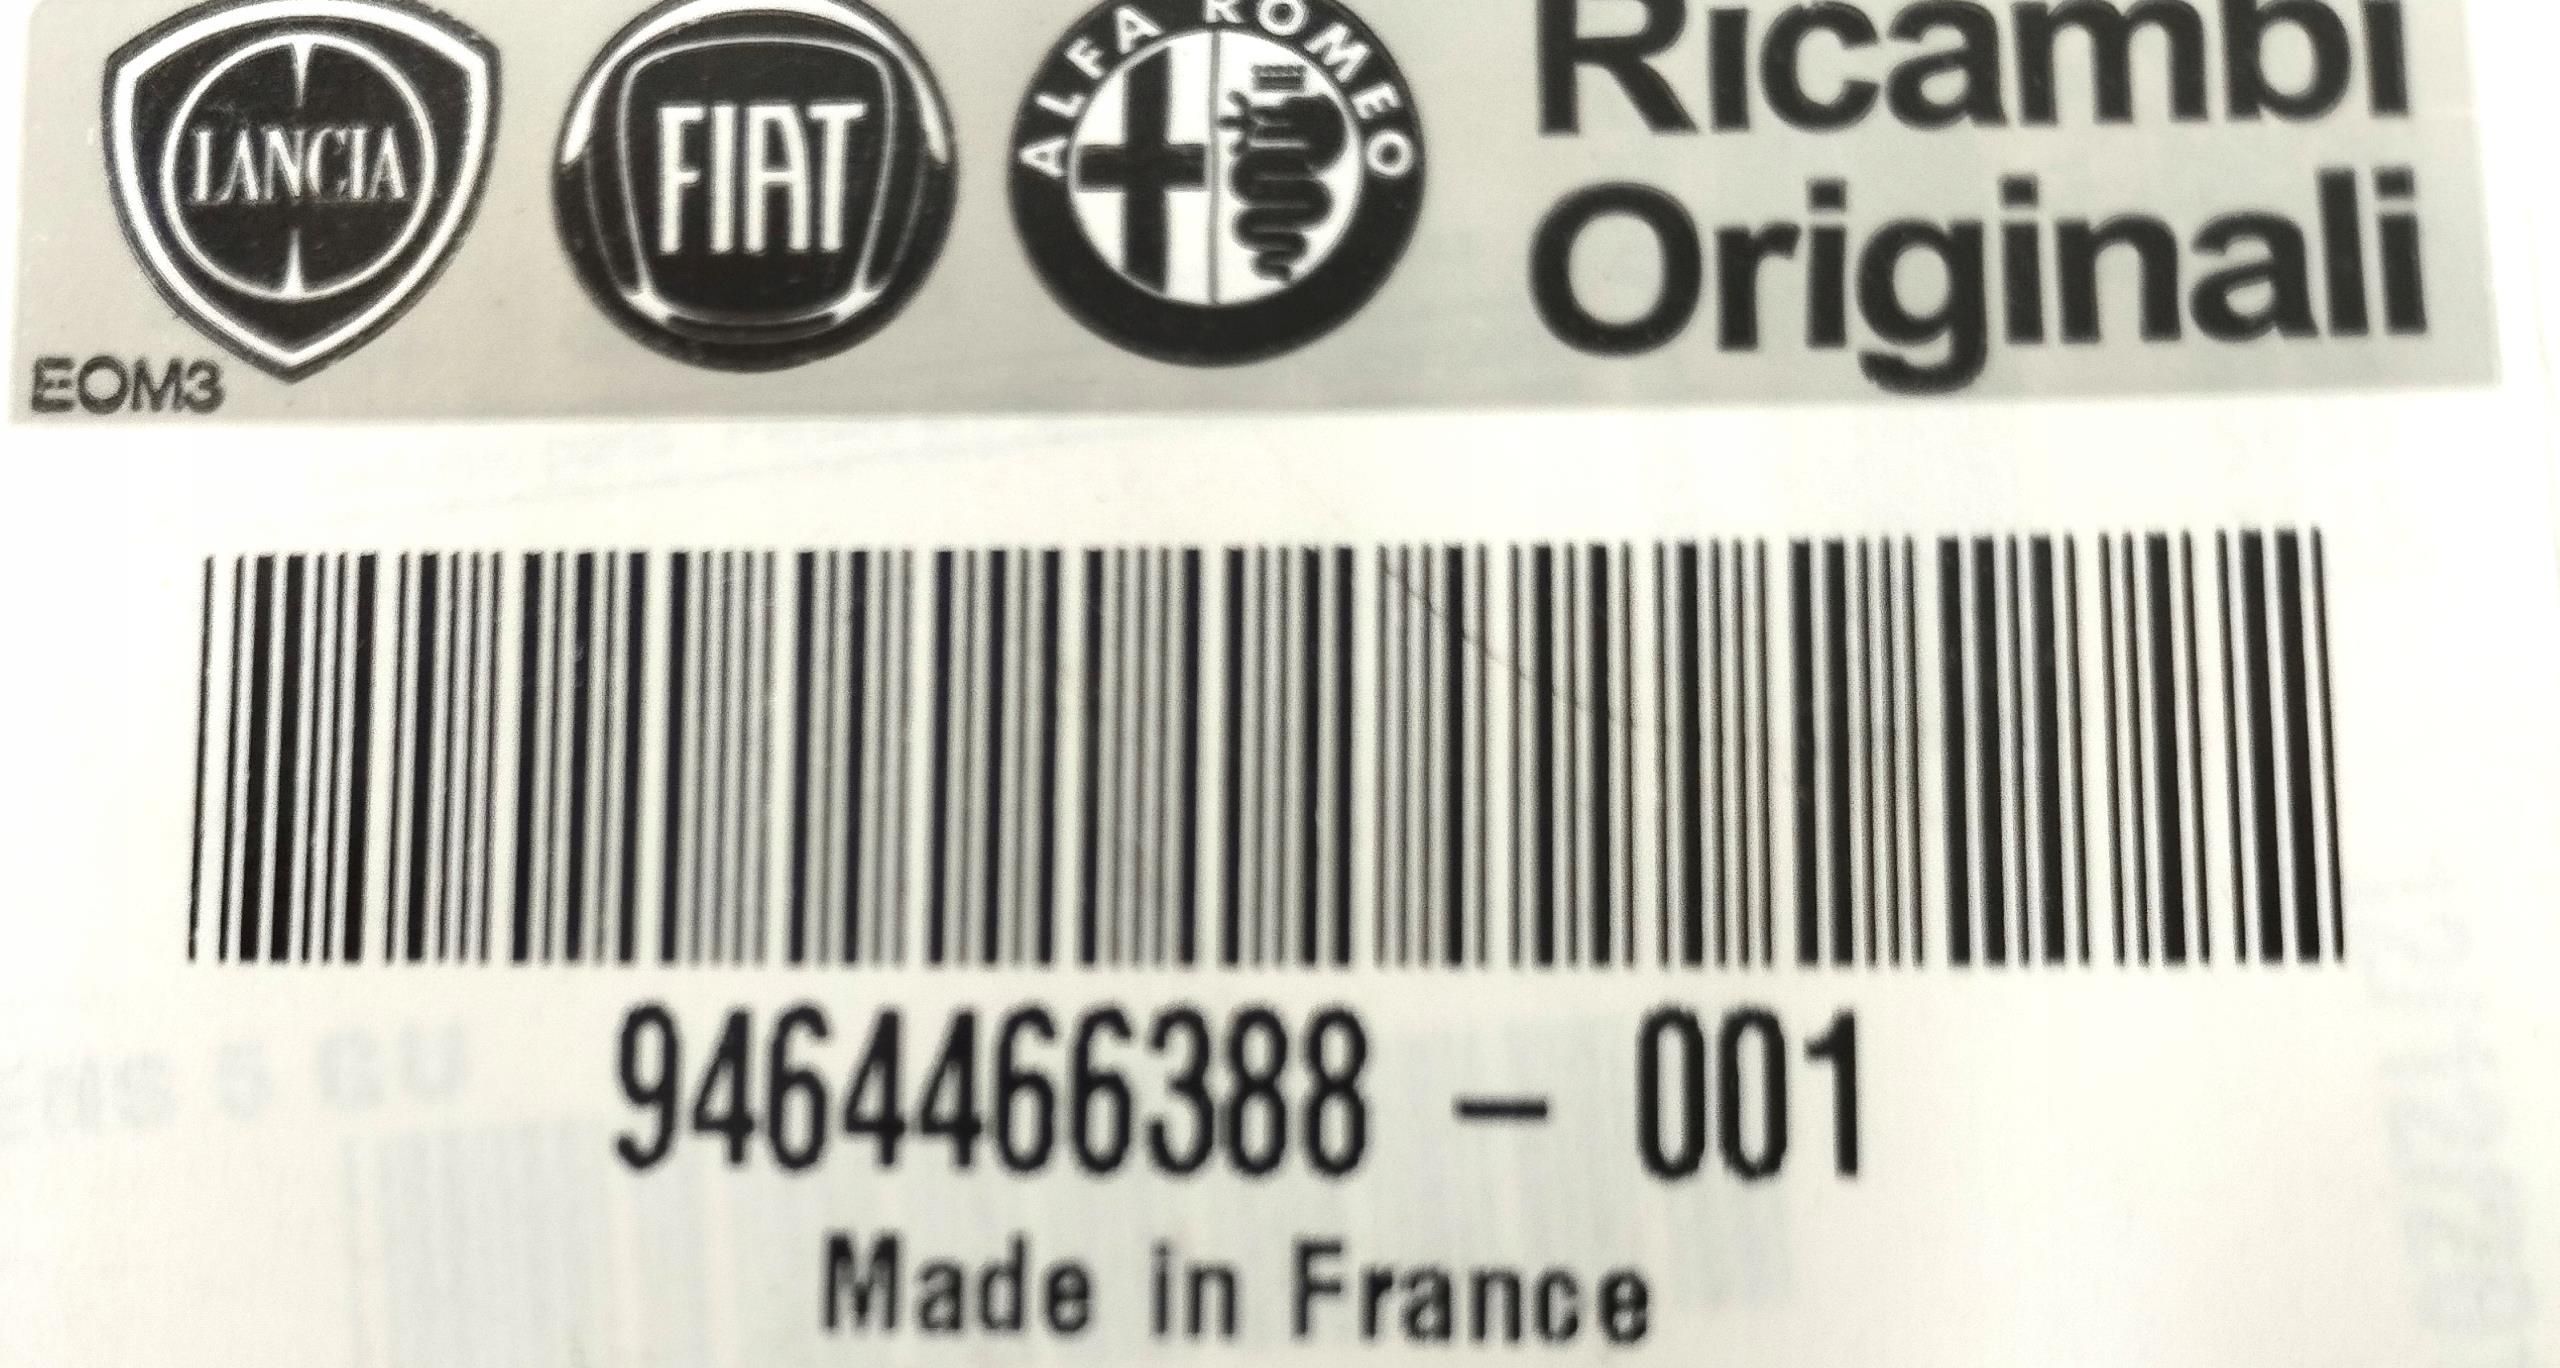 LANCIA
FIAT
ALFA ROMEO
Ricambi
Originali
EOM3
9464466388 – 001
Made in France